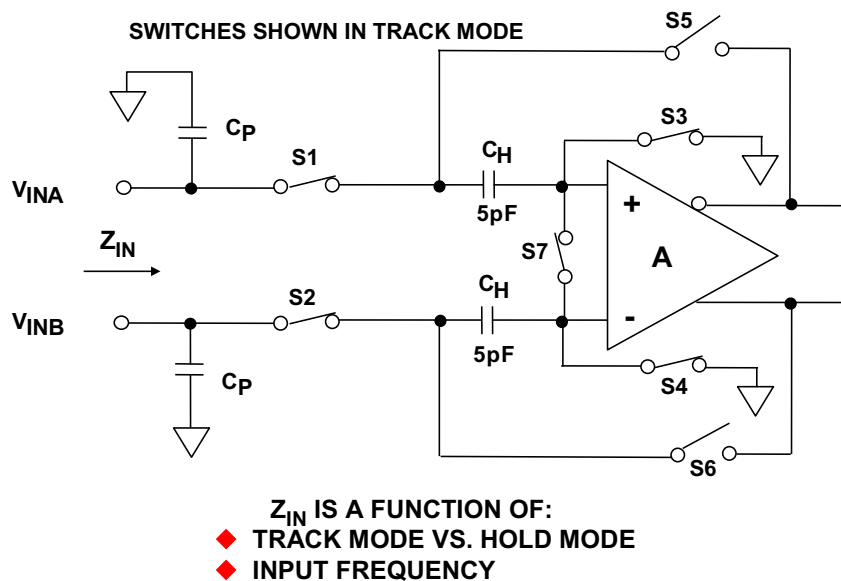 SWITCHES SHOWN IN TRACK MODE
S5
CP
S1
CH
S3
VINA
5pF
+
ZIN
S7
A
S2
CH
VINB
-
5pF
CP
S4
S6
ZIN IS A FUNCTION OF:
TRACK MODE VS. HOLD MODE
INPUT FREQUENCY